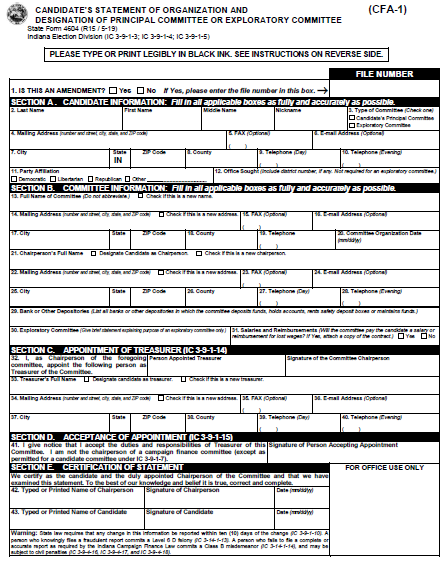 CANDIDATE'S STATEMENT OF ORGANIZATION AND
DESIGNATION OF PRINCIPAL COMMITTEE OR EXPLORATORY COMMITTEE
(CFA-1)
State Form 4604 (R15 / 5-19)
Indiana Election Division (IC 3-9-1-3; IC 3-9-1-4; IC 3-9-1-5)
PLEASE TYPE OR PRINT LEGIBLY IN BLACK INK. SEE INSTRUCTIONS ON REVERSE SIDE.
FILE NUMBER
1. IS THIS AN AMENDMENT? Yes No If Yes, please enter the file number in this box. →
SECTION A. CANDIDATE INFORMATION: Fill in all applicable boxes as fully and accurately as possible.
2. Last Name First Name Middle Name Nickname 3. Type of Committee (Check one)
Candidate's Principal Committee
Exploratory Committee
4. Mailing Address (number and street, city, state, and ZIP code) 5. FAX (Optional) 6. E-mail Address (Optional)
( )
7. City State ZIP Code 8. County 9. Telephone (Day) 10. Telephone (Evening)
IN ( ) ( )
11. Party Affiliation 12. Office Sought (Include district number, if any. Not required for an exploratory committee.)
Democratic Libertarian Republican Other
SECTION B. COMMITTEE INFORMATION: Fill in all applicable boxes as fully and accurately as possible.
13. Full Name of Committee (Do not abbreviate.) Check if this is a new name.
14. Mailing Address (number and street, city, state, and ZIP code) Check if this is a new address. 15. FAX (Optional) 16. E-mail Address (Optional)
( )
17. City State ZIP Code 18. County 19. Telephone 20. Committee Organization Date
( ) (mm/dd/yy)
21. Chairperson's Full Name Designate Candidate as Chairperson. Check if this is a new chairperson.
22. Mailing Address (number and street, city, state, and ZIP code) Check if this is a new address. 23. FAX (Optional) 24. E-mail Address (Optional)
( )
25. City State ZIP Code 26. County 27. Telephone (Day) 28. Telephone (Evening)
( ) ( )
29. Bank or Other Depositories (List all banks or other depositories in which the committee deposits funds, holds accounts, rents safety deposit boxes or maintains funds.)
30. Exploratory Committee (Give brief statement explaining purpose of an exploratory committee only.) 31. Salaries and Reimbursements (Will the committee pay the candidate a salary or
reimbursement for lost wages? If Yes, attach a copy of the contract.) Yes No
SECTION C. APPOINTMENT OF TREASURER (IC 3-9-1-14)
32. I, as Chairperson of the foregoing Person Appointed Treasurer Signature of the Committee Chairperson
committee, appoint the following person as
Treasurer of the Committee.
33. Treasurer's Full Name Designate candidate as treasurer. Check if this is a new treasurer.
34. Mailing Address (number and street, city, state, and ZIP code) Check if this is a new address. 35. FAX (Optional) 36. E-mail Address (Optional)
( )
37. City State ZIP Code 38. County 39. Telephone (Day) 40. Telephone (Evening)
( ) ( )
SECTION D. ACCEPTANCE OF APPOINTMENT (IC 3-9-1-15)
41. I give notice that I accept the duties and responsibilities of Treasurer of this Signature of Person Accepting Appointment
Committee. I am not the chairperson of a campaign finance committee (except as
permitted for a candidate committee under IC 3-9-1-7).
SECTION E. CERTIFICATION OF STATEMENT
FOR OFFICE USE ONLY
We certify as the candidate and the duly appointed Chairperson of the Committee and that we have
examined this statement. To the best of our knowledge and belief it is true, correct and complete.
42. Typed or Printed Name of Chairperson Signature of Chairperson Date (mm/dd/yy)
43. Typed or Printed Name of Candidate Signature of Candidate Date (mm/dd/yy)
Warning: State law requires that any change in this information be reported within ten (10) days of the change (IC 3-9-1-10). A
person who knowingly files a fraudulent report commits a Level 6 D felony (IC 3-14-1-13). A person who fails to file a complete or
accurate report as required by the Indiana Campaign Finance Law commits a Class B misdemeanor (IC 3-14-1-14), and may be
subject to civil penalties (IC 3-9-4-16, IC 3-9-4-17, and IC 3-9-4-18).